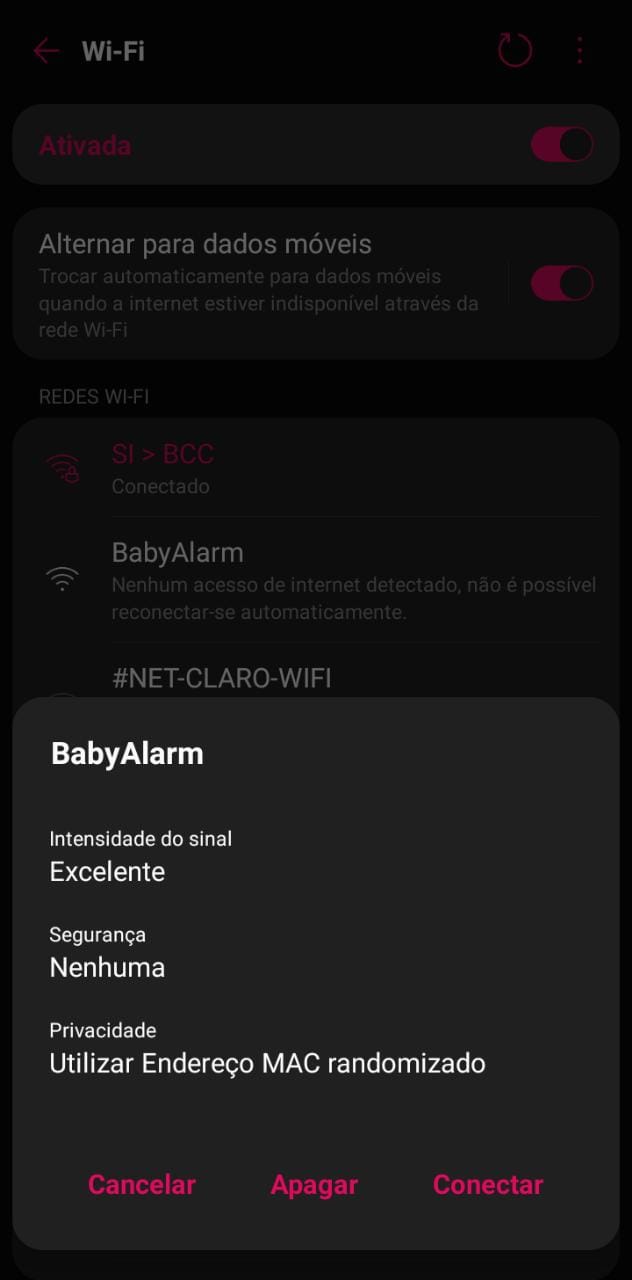 Wi-Fi
Ativada
Alternar para dados móveis
Trocar automaticamente para dados móveis
quando a internet estiver indisponível através da
rede Wi-Fi
REDES WI-FI
SI > BCC
Conectado
BabyAlarm
Nenhum acesso de internet detectado, não é possível
reconectar-se automaticamente.
#NET-CLARO-WIFI
BabyAlarm
Intensidade do sinal
Excelente
Segurança
Nenhuma
Privacidade
Utilizar Endereço MAC randomizado
Cancelar Apagar Conectar